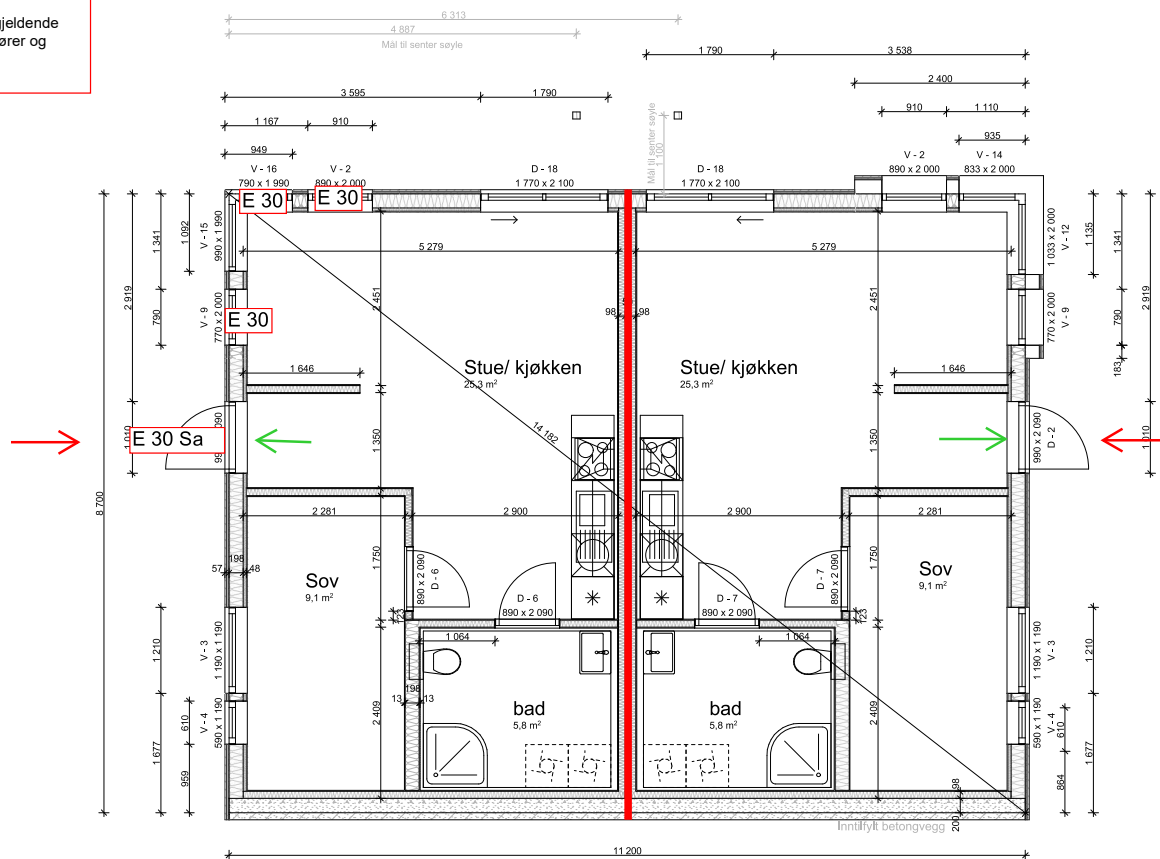 gjeldende
ører og
6 313
4 887
Mål til senter søyle
1 790
3 538
2 400
3 595
1 790
910
1 110
1 167
910
935
949
Mål til senter søyle
1 100
V - 16
790 x 1 990
V - 2
890 x 2 000
D - 18
1 770 x 2 100
D - 18
1 770 x 2 100
V - 2
890 x 2 000
V - 14
833 x 2 000
E 30
E 30
1 092
V - 15
990 x 1 990
1 341
5 279
5 279
1 033 x 2 000
V - 12
1 135
1 341
2 919
2 451
2 451
2 919
790
V - 9
770 x 2 000
E 30
98
98
770 x 2 000
V - 9
790
183
1 646
Stue/ kjøkken
25,3 m²
Stue/ kjøkken
25,3 m²
1 646
1 010
E 30 Sa
1 350
14 182
1 350
990 x 2 090
D - 2
1 010
8 700
2 281
2 900
2 900
2 281
57
198
48
Sov
9,1 m²
1 750
890 x 2 090
D - 6
D - 6
890 x 2 090
D - 7
890 x 2 090
D - 7
890 x 2 090
1 750
Sov
9,1 m²
123
123
1 210
V - 3
1 190 x 1 190
1 064
1 064
1 190 x 1 190
V - 3
1 210
198
13
13
610
V - 4
590 x 1 190
2 409
bad
5,8 m²
bad
5,8 m²
2 409
590 x 1 190
V - 4
610
1 677
959
864
1 677
98
200
Inntilfylt betongvegg
11 200